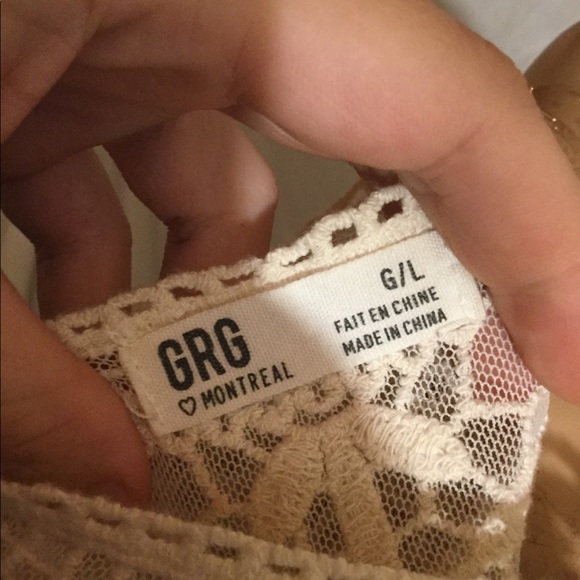 GRG
♡ MONTREAL
G/L
FAIT EN CHINE
MADE IN CHINA